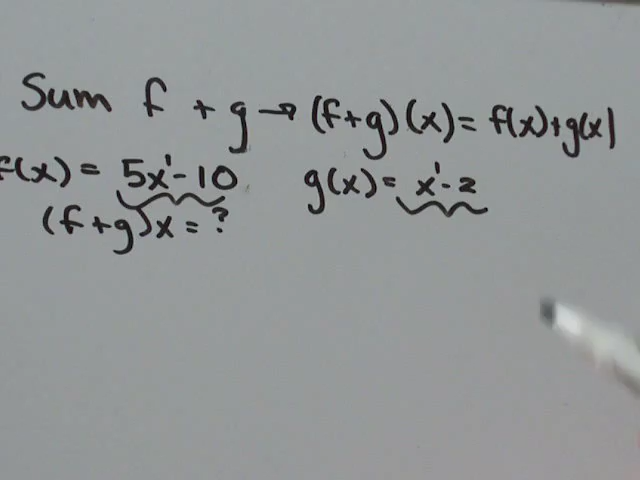 Sum f + g → (f+g)(x) = f(x)+g(x)
f(x) = 5x¹-10 g(x) = x¹-2
(f+g)x = ?